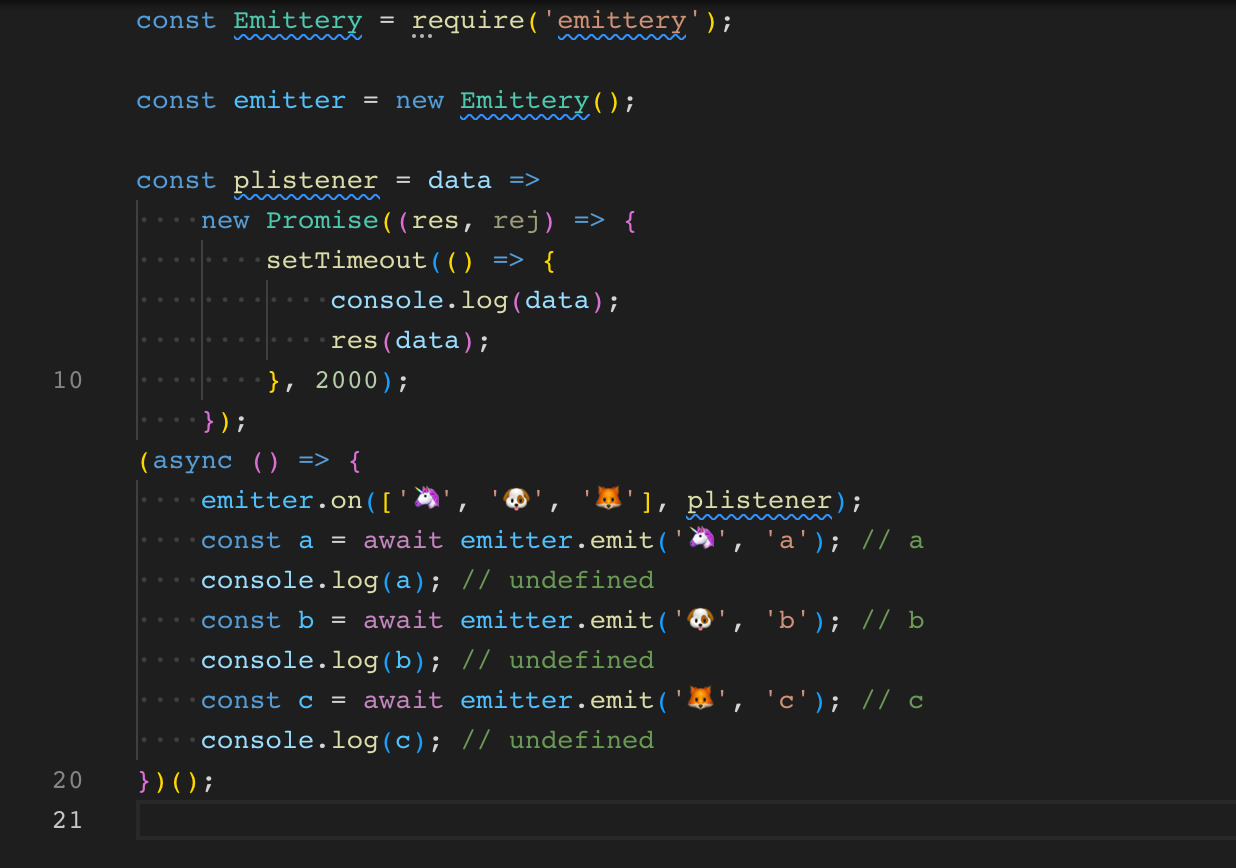 const Emittery = require('emittery');
const emitter = new Emittery();
const plistener = data =>
new Promise((res, rej) => {
setTimeout(() => {
console.log(data);
res(data);
10 }, 2000);
});
(async () => {
emitter.on(['🦄', '🐶', '🦊'], plistener);
const a = await emitter.emit('🦄', 'a'); // a
console.log(a); // undefined
const b = await emitter.emit('🐶', 'b'); // b
console.log(b); // undefined
const c = await emitter.emit('🦊', 'c'); // c
console.log(c); // undefined
20 })();
21